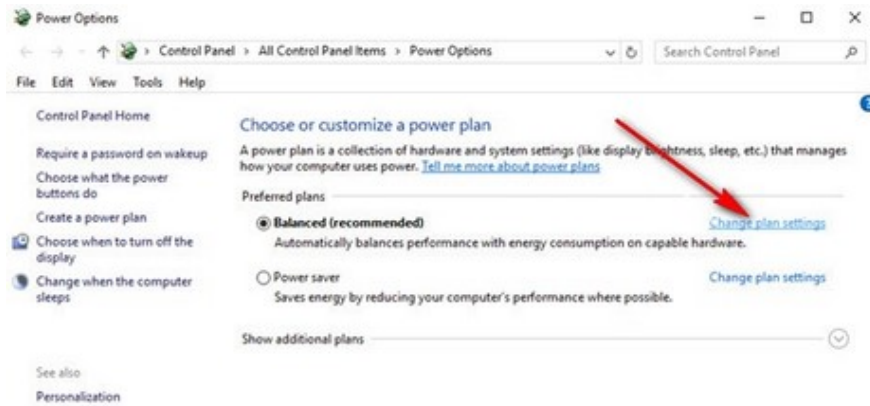 Power Options
Control Panel > All Control Panel Items > Power Options
Search Control Panel
File Edit View Tools Help
Control Panel Home
Require a password on wakeup
Choose what the power
buttons do
Create a power plan
Choose when to turn off the
display
Change when the computer
sleeps
See also
Personalization
Choose or customize a power plan
A power plan is a collection of hardware and system settings (like display brightness, sleep, etc.) that manages
how your computer uses power. Tell me more about power plans
Preferred plans
Balanced (recommended) Change plan settings
Automatically balances performance with energy consumption on capable hardware.
Power saver Change plan settings
Saves energy by reducing your computer's performance where possible.
Show additional plans